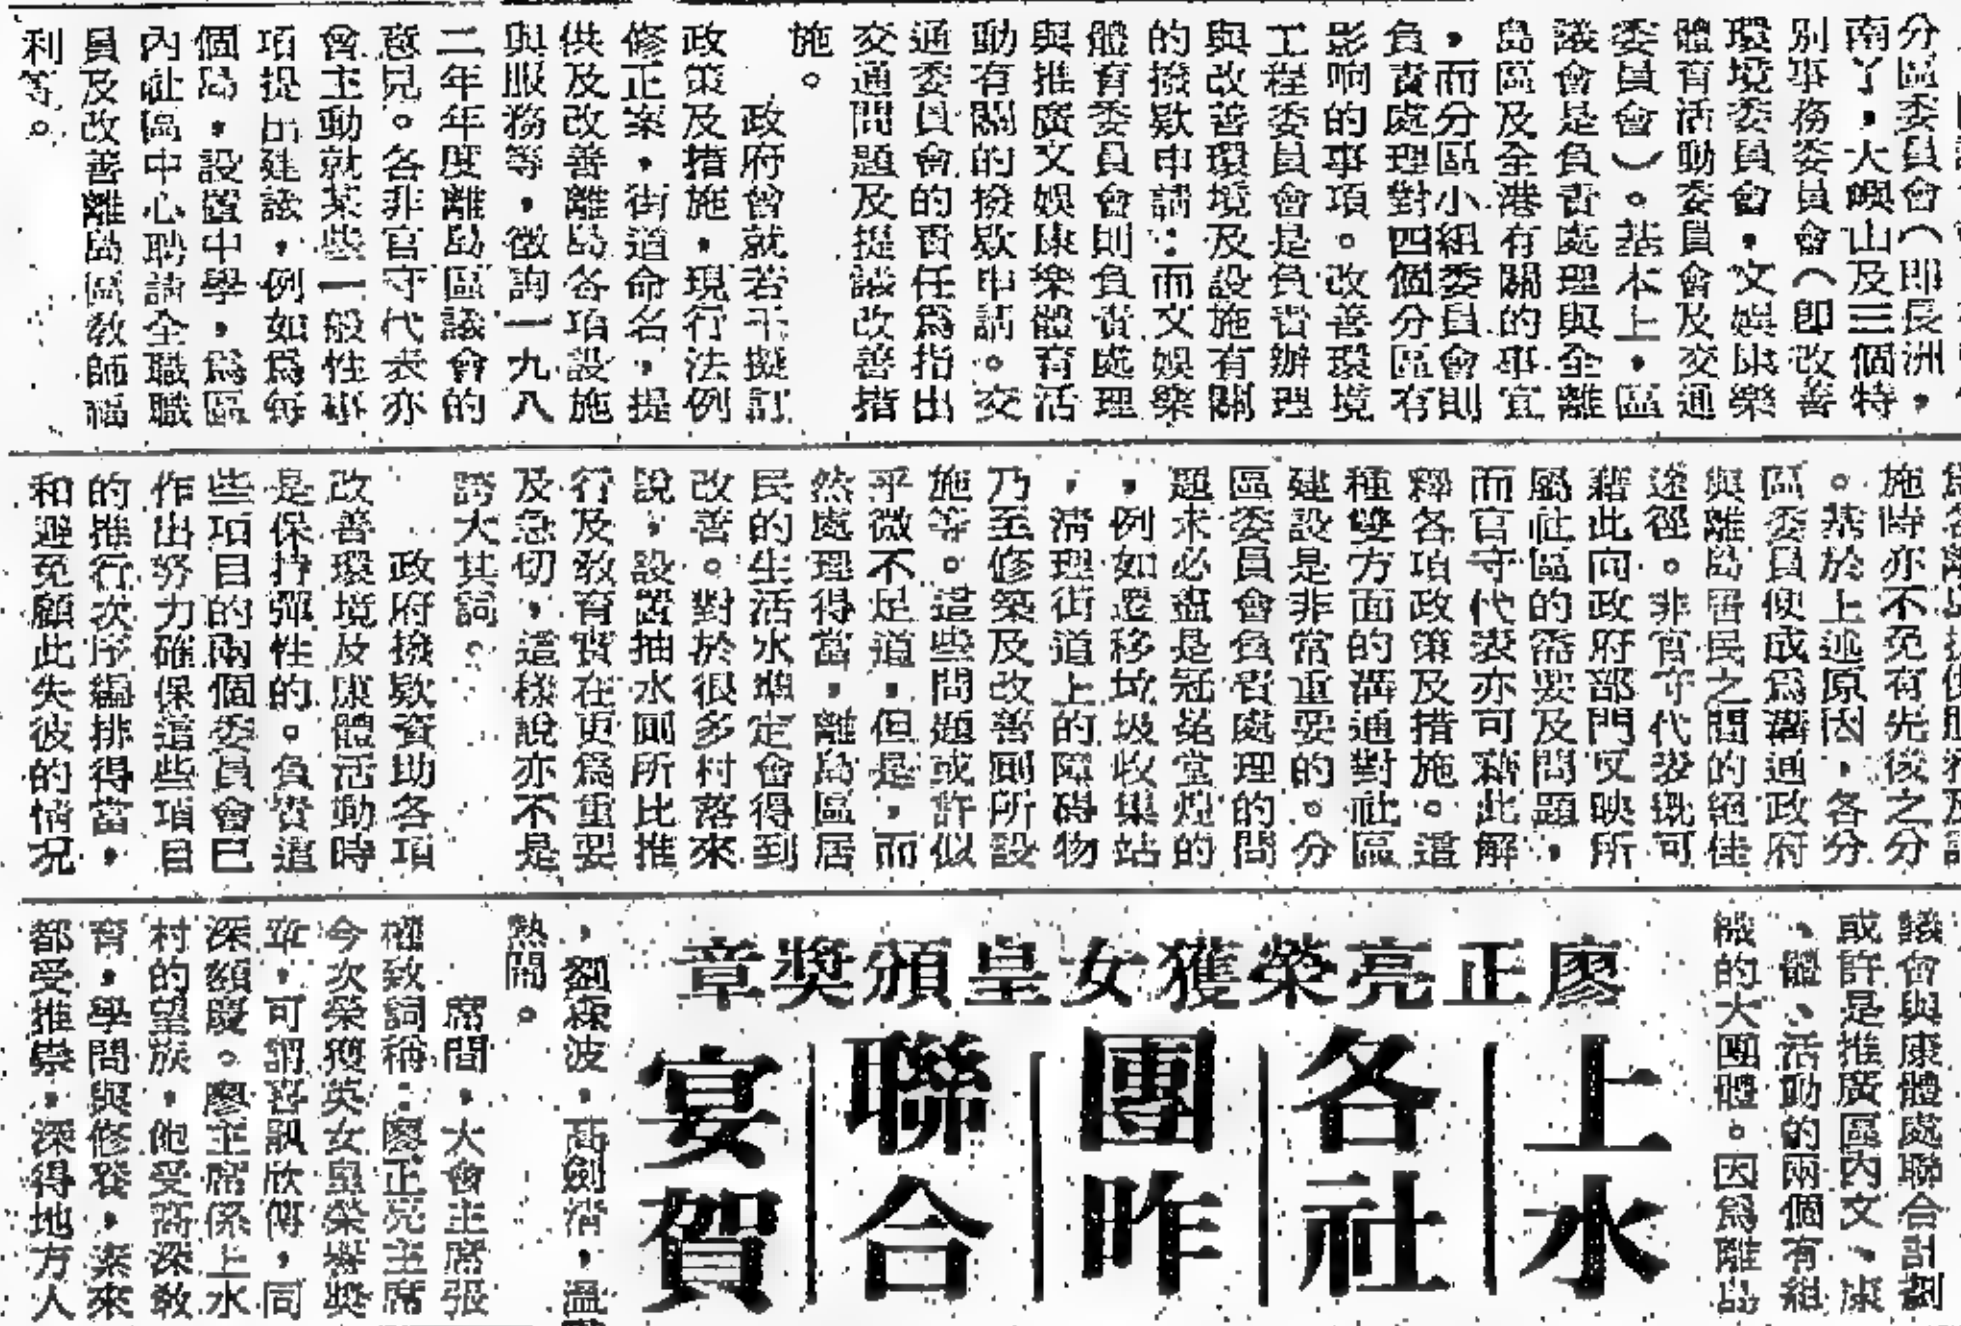 分區委員會（即長洲，
南丫，大嶼山及三個特
別事務委員會（即改善
環境委員會，文娛康樂
體育活動委員會及交通
委員會）。基本上，區
議會是負責處理與全離
島區及全港有關的事宜
，而分區小組委員會則
負責處理對四個分區有
影响的事項。改善環境
工程委員會是負責辦理
與改善環境及設施有關
的撥欵申請：而文娛樂
體育委員會則負責處理
與推廣文娛康樂體育活
動有關的撥欵申請。交
通委員會的責任為指出
交通問題及提議改善措
施。
政府會就若干擬訂
政策及措施，現行法例
修正案，街道命名，提
供及改善離島各項設施
與服務等，徵詢一九八
二年年度離島區議會的
意見。各非官守代表亦
會主動就某些一般性事
項提出建議，例如為每
個島，設置中學，為區
內社區中心聘請全職職
員及改善離島區教師福
利等。
施時亦不免有先後之分
。基於上述原因，各分
區委員便成為溝通政府
與離島居民之間的絕佳
途徑。非官守代表既可
藉此向政府部門反映所
屬社區的需要及問題，
而官守代表亦可藉此解
釋各項政策及措施。這
種雙方面的溝通對社區
建設是非常重要的。分
區委員會負責處理的問
題未必盡是冠冕堂煌的
，例如遷移垃圾收集站
，清理街道上的障碍物
乃至修築及改善厠所設
施等。這些問題或許似
乎微不足道，但是，而
然處理得當，離島區居
民的生活水準定會得到
改善。對於很多村落來
說，設置抽水厠所比推
行及教育實在更為重要
及急切，這樣說亦不是
誇大其詞。
政府撥欵資助各項
改善環境及康體活動時
是保持彈性的。負責這
些項目的兩個委員會已
作出努力確保這些項目
的推行次序編排得當，
和避免顧此失彼的情況
議會與康體處聯合計劃
或許是推廣區內文、康
、體、活動的兩個有組
織的大團體。因為離島
廖正亮榮獲女皇頒獎章
上水
各社
團昨
聯合
宴賀
，劉森波，高劍滑，溫
熱鬧。
席間，大會主席張
權致詞稱：廖正亮主席
今次榮獲英女皇榮譽獎
章，可謂喜訊欣傳，同
深額慶。廖主席係上水
村的望族，他受高深敎
育，學問與修養，素來
都受推崇，深得地方人